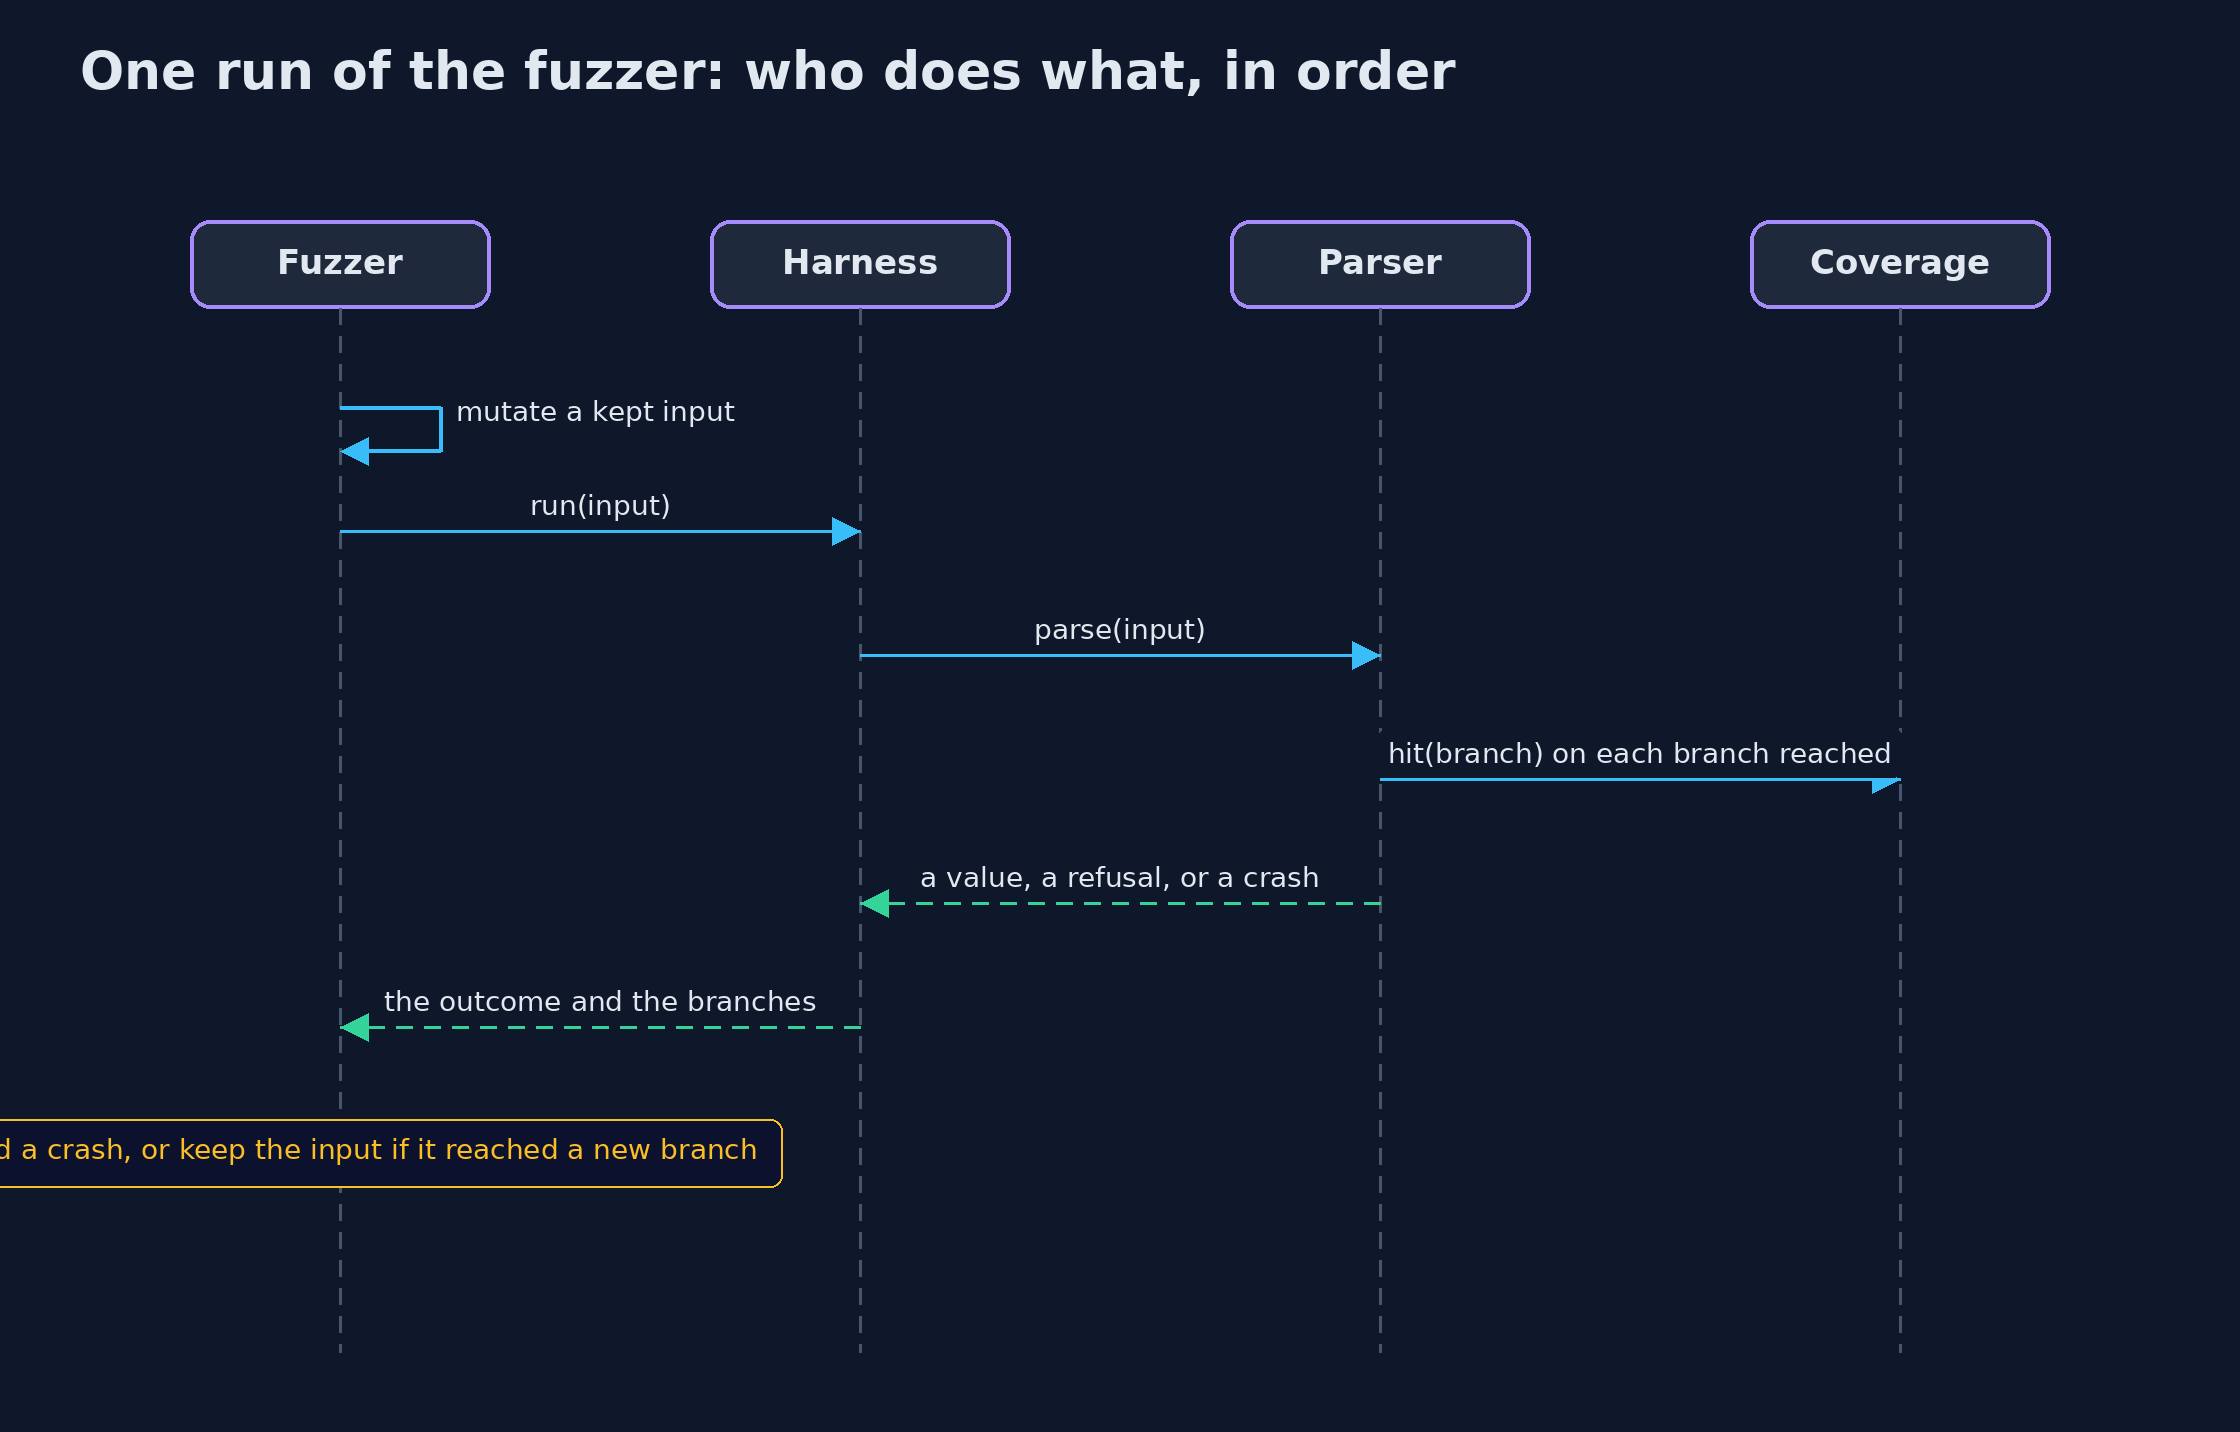 One run of the fuzzer: who does what, in order
Fuzzer
Harness
Parser
Coverage
mutate a kept input
run(input)
parse(input)
hit(branch) on each branch reached
a value, a refusal, or a crash
the outcome and the branches
a crash, or keep the input if it reached a new branch